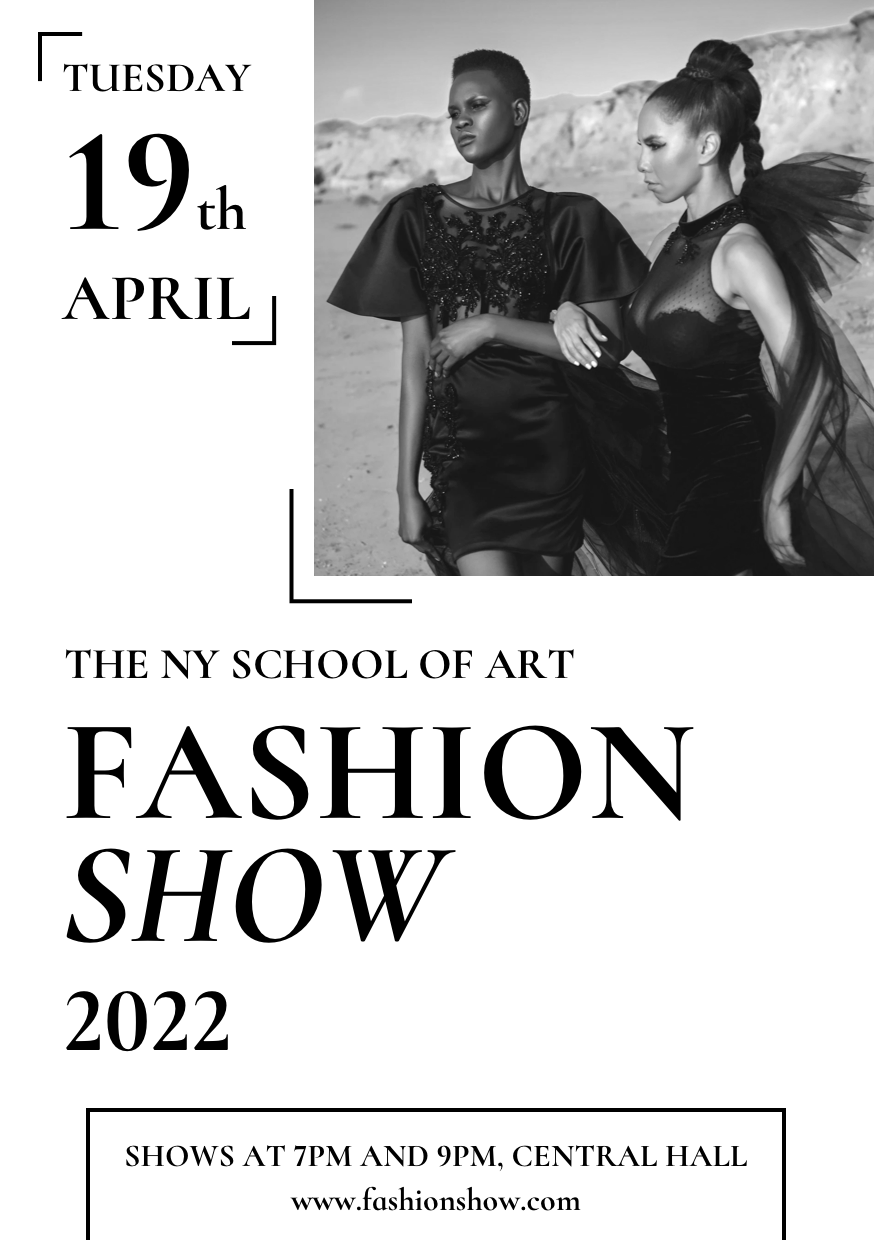 TUESDAY
19th
APRIL
THE NY SCHOOL OF ART
FASHION
SHOW
2022
SHOWS AT 7PM AND 9PM, CENTRAL HALL
www.fashionshow.com